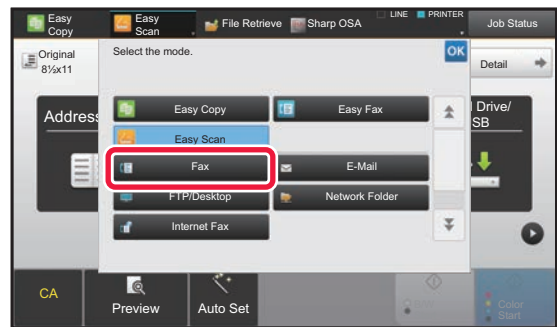 Easy
Copy
Easy
Scan
File Retrieve
Sharp OSA
LINE
PRINTER
Job Status
Original
8½x11
Select the mode.
OK
Detail
Address
Easy Copy
Easy Fax
Drive/
SB
Easy Scan
Fax
E-Mail
FTP/Desktop
Network Folder
Internet Fax
CA
Preview
Auto Set
Color
Start